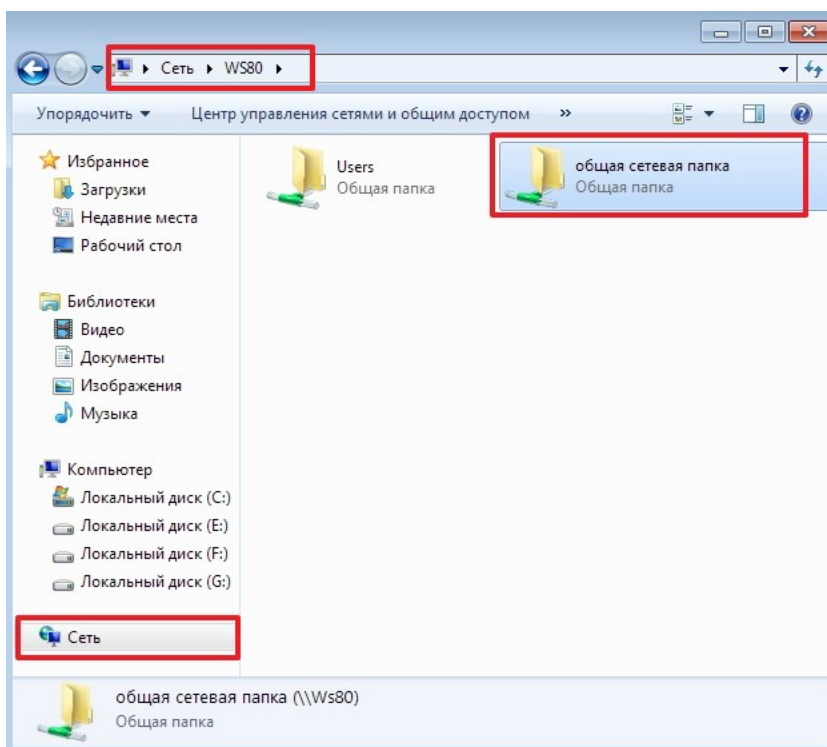 Сеть WS80
Упорядочить Центр управления сетями и общим доступом »
Избранное
Загрузки
Недавние места
Рабочий стол
Библиотеки
Видео
Документы
Изображения
Музыка
Компьютер
Локальный диск (C:)
Локальный диск (E:)
Локальный диск (F:)
Локальный диск (G:)
Сеть
Users
Общая папка
общая сетевая папка
Общая папка
общая сетевая папка (\\Ws80)
Общая папка